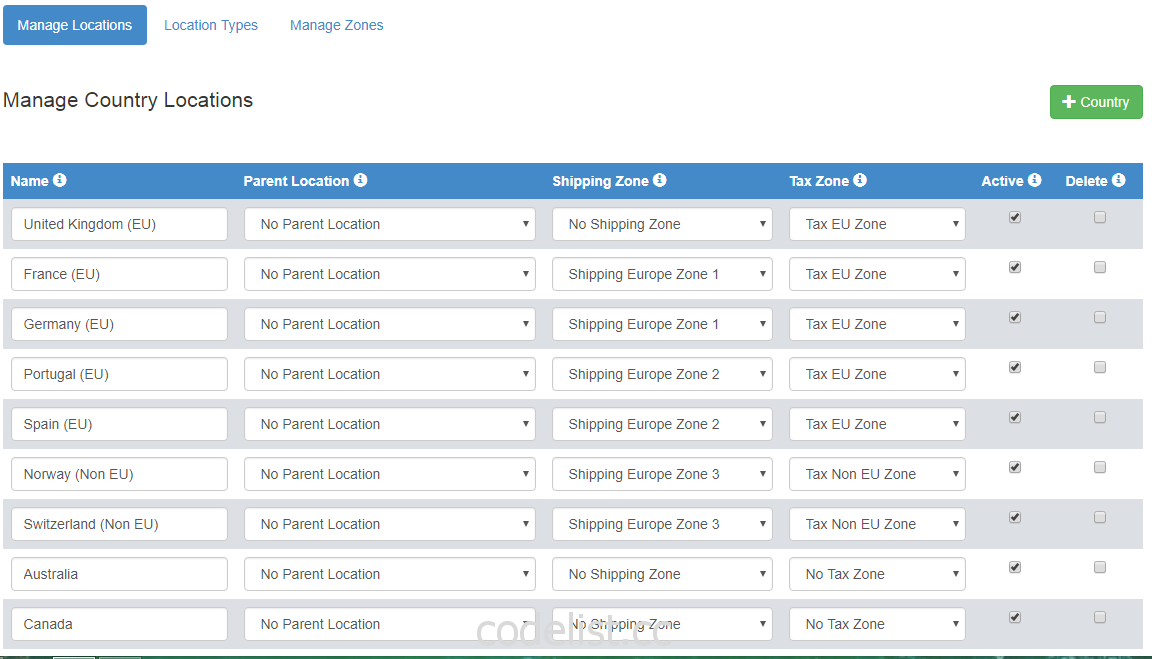 Manage Locations Location Types Manage Zones
Manage Country Locations
Country
Name Parent Location Shipping Zone Tax Zone Active Delete
United Kingdom (EU) No Parent Location No Shipping Zone Tax EU Zone
France (EU) No Parent Location Shipping Europe Zone 1 Tax EU Zone
Germany (EU) No Parent Location Shipping Europe Zone 1 Tax EU Zone
Portugal (EU) No Parent Location Shipping Europe Zone 2 Tax EU Zone
Spain (EU) No Parent Location Shipping Europe Zone 2 Tax EU Zone
Norway (Non EU) No Parent Location Shipping Europe Zone 3 Tax Non EU Zone
Switzerland (Non EU) No Parent Location Shipping Europe Zone 3 Tax Non EU Zone
Australia No Parent Location No Shipping Zone No Tax Zone
Canada No Parent Location No Shipping Zone No Tax Zone
codelist.cc